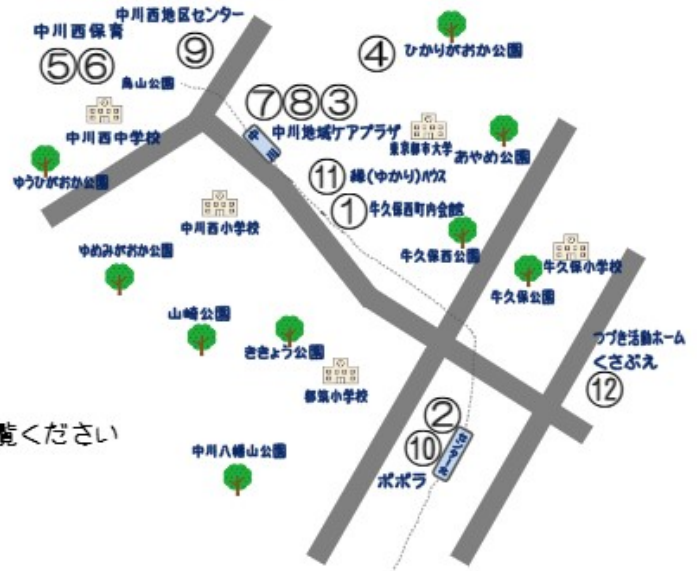 中川西地区センター
中川西保育
⑤⑥
⑨
④
ひかりがおか公園
烏山公園
⑦⑧③
中川西中学校
中川
中川地域ケアプラザ
東京都市大学
あやめ公園
ゆうひがおか公園
⑪
縁(ゆかり)ハウス
①
牛久保西町内会館
中川西小学校
牛久保西公園
牛久保小学校
ゆめみがおか公園
牛久保公園
山崎公園
ききょう公園
つづき活動ホーム
くさぶえ
⑫
都筑小学校
覧ください
②
⑩
センター北
中川八幡山公園
ポポラ